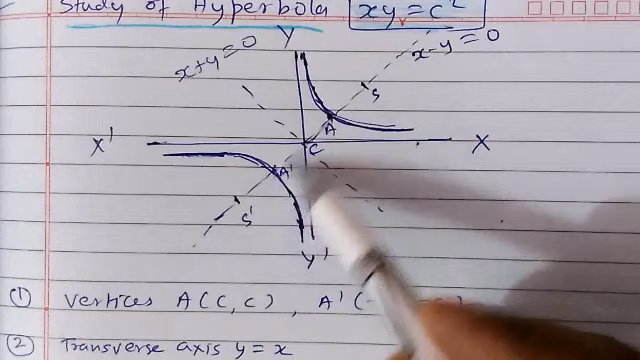 Study of Hyperbola xy = c²
Y
x+y=0
x-y=0
S
A
X'
X
C
A'
S'
Y'
① Vertices A(C, C), A'(
② Transverse axis y = x